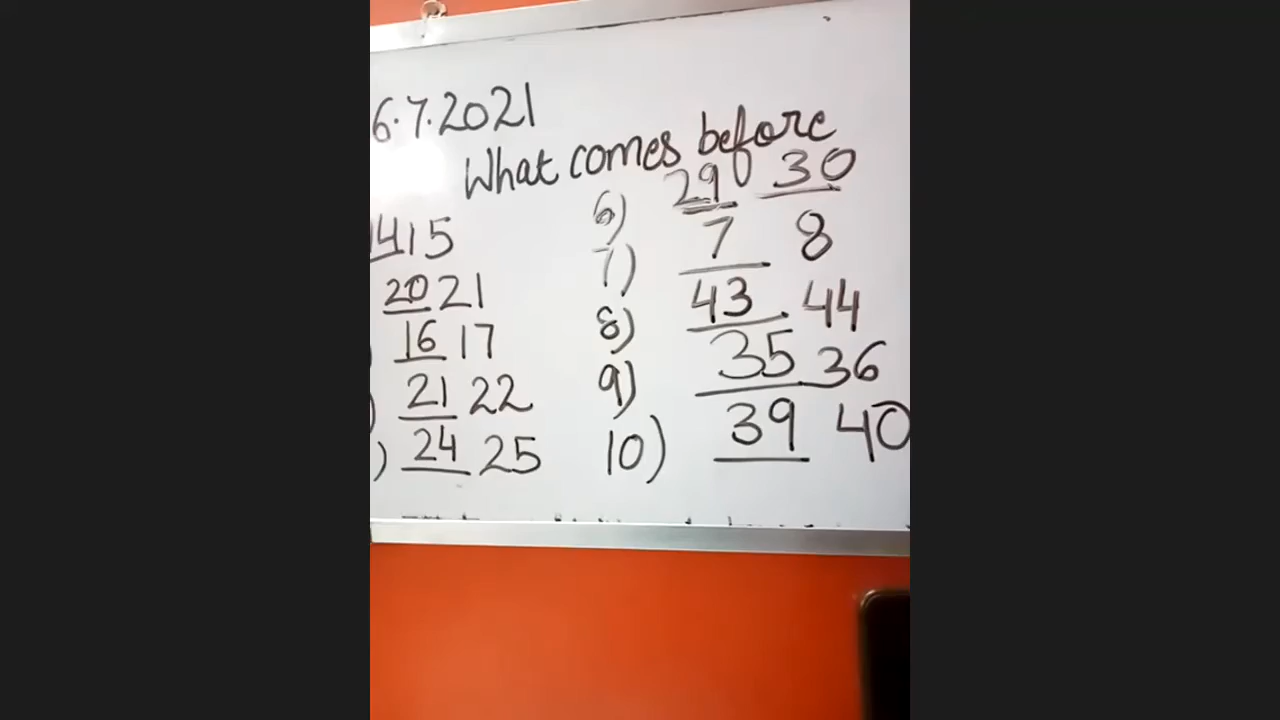 6.7.2021
What comes before
14 15
20 21
16 17
21 22
) 24 25
6) 29 30
7) 7 8
8) 43 44
9) 35 36
10) 39 40